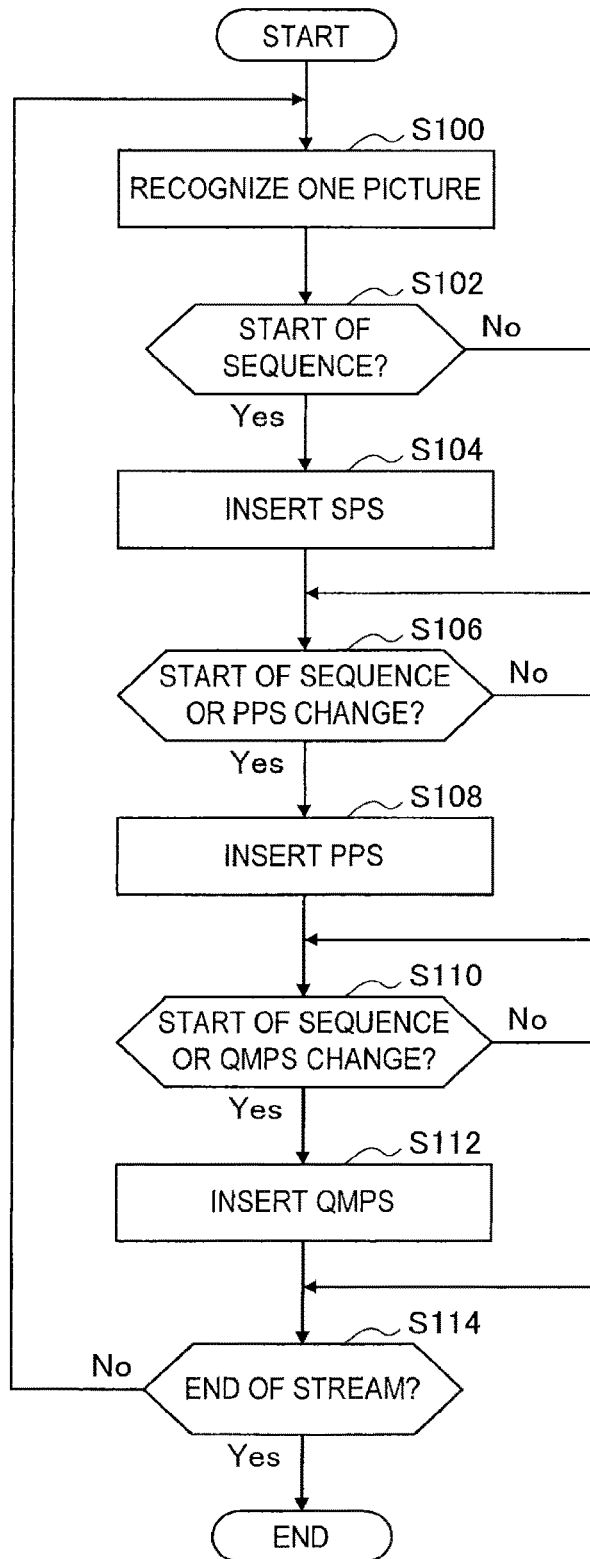 START
S100
RECOGNIZE ONE PICTURE
S102
START OF
SEQUENCE?
No
Yes
S104
INSERT SPS
S106
START OF SEQUENCE
OR PPS CHANGE?
No
Yes
S108
INSERT PPS
S110
START OF SEQUENCE
OR QMPS CHANGE?
No
Yes
S112
INSERT QMPS
S114
No
END OF STREAM?
Yes
END